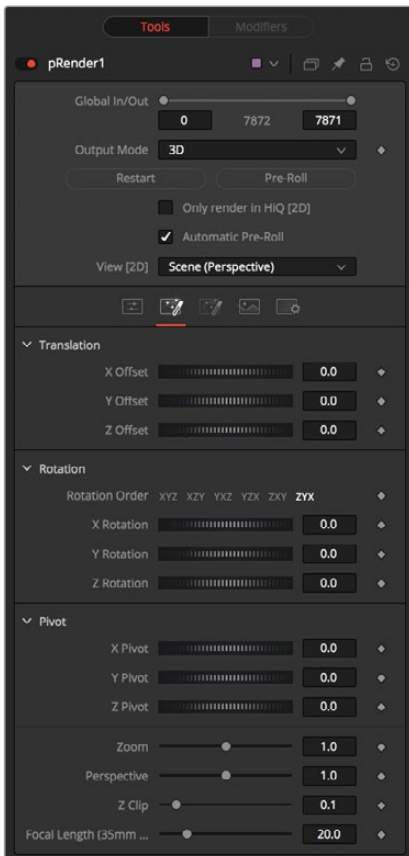 Tools Modifiers
pRender1
Global In/Out
0 7872 7871
Output Mode 3D
Restart Pre-Roll
Only render in HiQ [2D]
Automatic Pre-Roll
View [2D] Scene (Perspective)
Translation
X Offset 0.0
Y Offset 0.0
Z Offset 0.0
Rotation
Rotation Order XYZ XZY YXZ YZX ZXY ZYX
X Rotation 0.0
Y Rotation 0.0
Z Rotation 0.0
Pivot
X Pivot 0.0
Y Pivot 0.0
Z Pivot 0.0
Zoom 1.0
Perspective 1.0
Z Clip 0.1
Focal Length (35mm ... 20.0